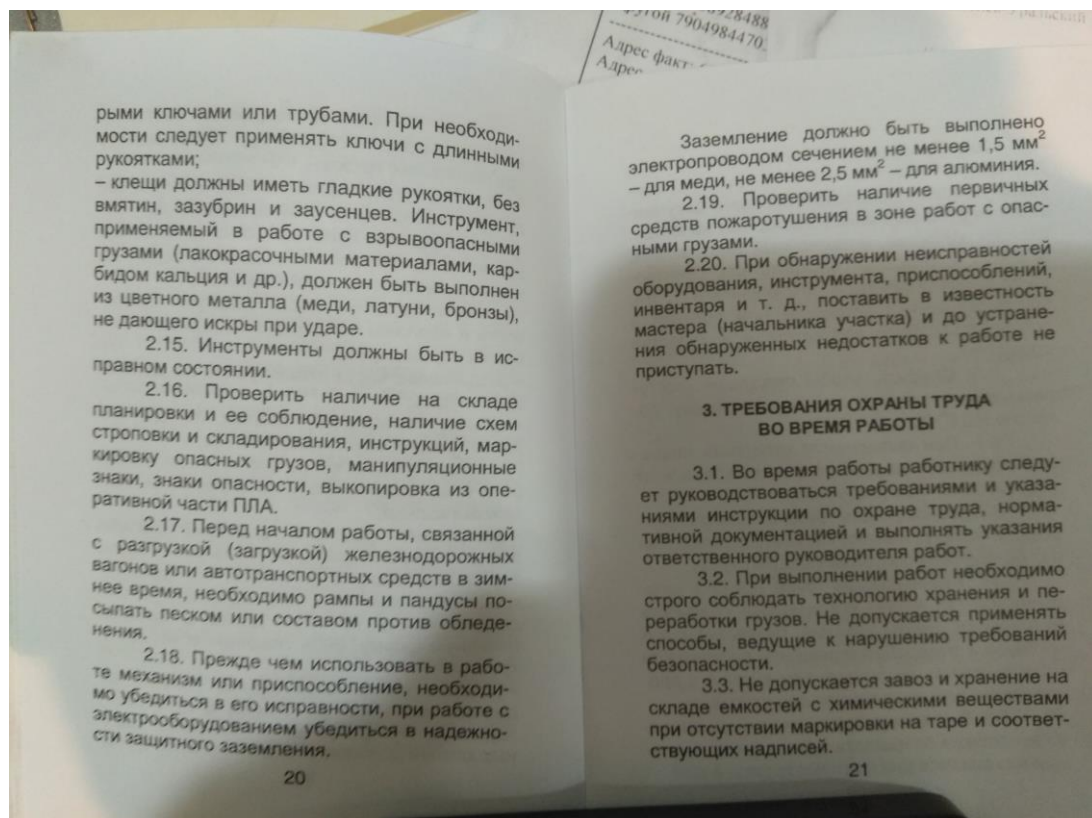 928488
ругой 7904984470
Адрес факт.
Адрес
рыми ключами или трубами. При необходи-
мости следует применять ключи с длинными
рукоятками;
– клещи должны иметь гладкие рукоятки, без
вмятин, зазубрин и заусенцев. Инструмент,
применяемый в работе с взрывоопасными
грузами (лакокрасочными материалами, кар-
бидом кальция и др.), должен быть выполнен
из цветного металла (меди, латуни, бронзы),
не дающего искры при ударе.
2.15. Инструменты должны быть в ис-
правном состоянии.
2.16. Проверить наличие на складе
планировки и ее соблюдение, наличие схем
строповки и складирования, инструкций, мар-
кировку опасных грузов, манипуляционные
знаки, знаки опасности, выкопировка из опе-
ративной части ПЛА.
2.17. Перед началом работы, связанной
с разгрузкой (загрузкой) железнодорожных
вагонов или автотранспортных средств в зим-
нее время, необходимо рампы и пандусы по-
сыпать песком или составом против обледе-
нения.
2.18. Прежде чем использовать в рабо-
те механизм или приспособление, необходи-
мо убедиться в его исправности, при работе с
электрооборудованием убедиться в надежно-
сти защитного заземления.
20
Заземление должно быть выполнено
электропроводом сечением не менее 1,5 мм²
– для меди, не менее 2,5 мм² – для алюминия.
2.19. Проверить наличие первичных
средств пожаротушения в зоне работ с опас-
ными грузами.
2.20. При обнаружении неисправностей
оборудования, инструмента, приспособлений,
инвентаря и т. д., поставить в известность
мастера (начальника участка) и до устране-
ния обнаруженных недостатков к работе не
приступать.
3. ТРЕБОВАНИЯ ОХРАНЫ ТРУДА
ВО ВРЕМЯ РАБОТЫ
3.1. Во время работы работнику следу-
ет руководствоваться требованиями и указа-
ниями инструкции по охране труда, норма-
тивной документацией и выполнять указания
ответственного руководителя работ.
3.2. При выполнении работ необходимо
строго соблюдать технологию хранения и пе-
реработки грузов. Не допускается применять
способы, ведущие к нарушению требований
безопасности.
3.3. Не допускается завоз и хранение на
складе емкостей с химическими веществами
при отсутствии маркировки на таре и соответ-
ствующих надписей.
21